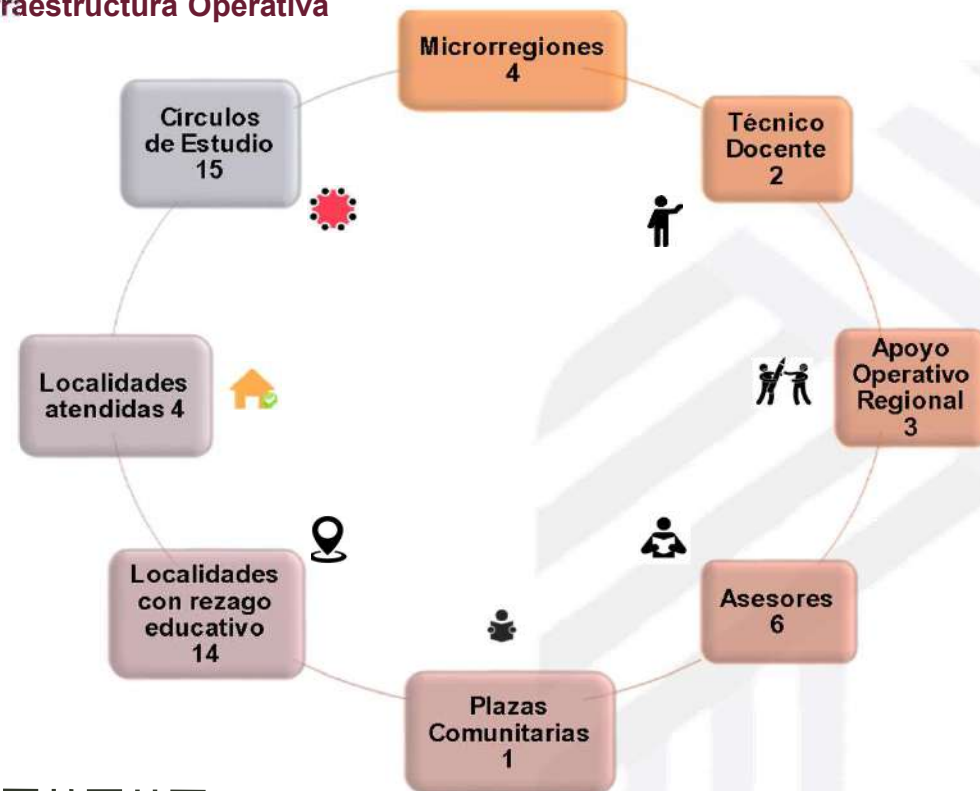 raestructura Operativa
Microrregiones
4
Técnico
Docente
2
Apoyo
Operativo
Regional
3
Asesores
6
Plazas
Comunitarias
1
Localidades
con rezago
educativo
14
Localidades
atendidas 4
Círculos
de Estudio
15